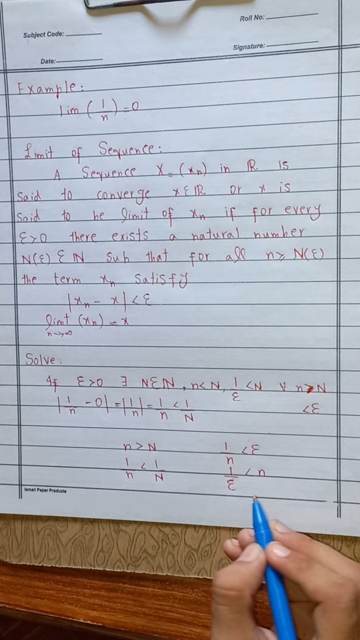 Roll No:
Subject Code:
Signature:
Date:
Example:
lim (1/n) = 0
Limit of Sequence:
A Sequence X = (xn) in ℝ is
said to converge x∈ℝ or x is
said to be limit of xn if for every
ε>0 there exists a natural number
N(ε) ∈ ℕ Suh that for all n ≥ N(ε)
the term xn Satisfy
|xn - x| < ε
limt (xn) = x
n→∞
Solve:
If ε>0 ∃ N∈ℕ, n<N, 1/ε < N ∀ n>N
|1/n - 0| = |1/n| = 1/n < 1/N < ε
n > N 1/n < ε
1/n < 1/N 1/ε < n
Ismail Paper Products